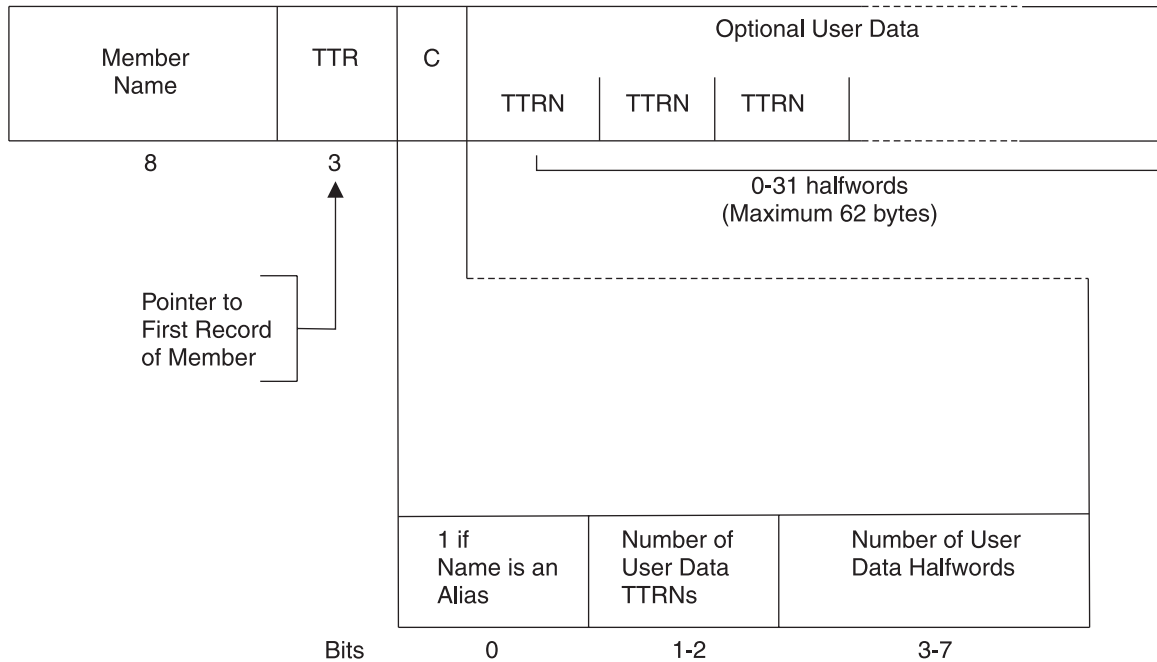 Member
Name
TTR
C
Optional User Data
TTRN
TTRN
TTRN
8
3
0-31 halfwords
(Maximum 62 bytes)
Pointer to
First Record
of Member
1 if
Name is an
Alias
Number of
User Data
TTRNs
Number of User
Data Halfwords
Bits
0
1-2
3-7